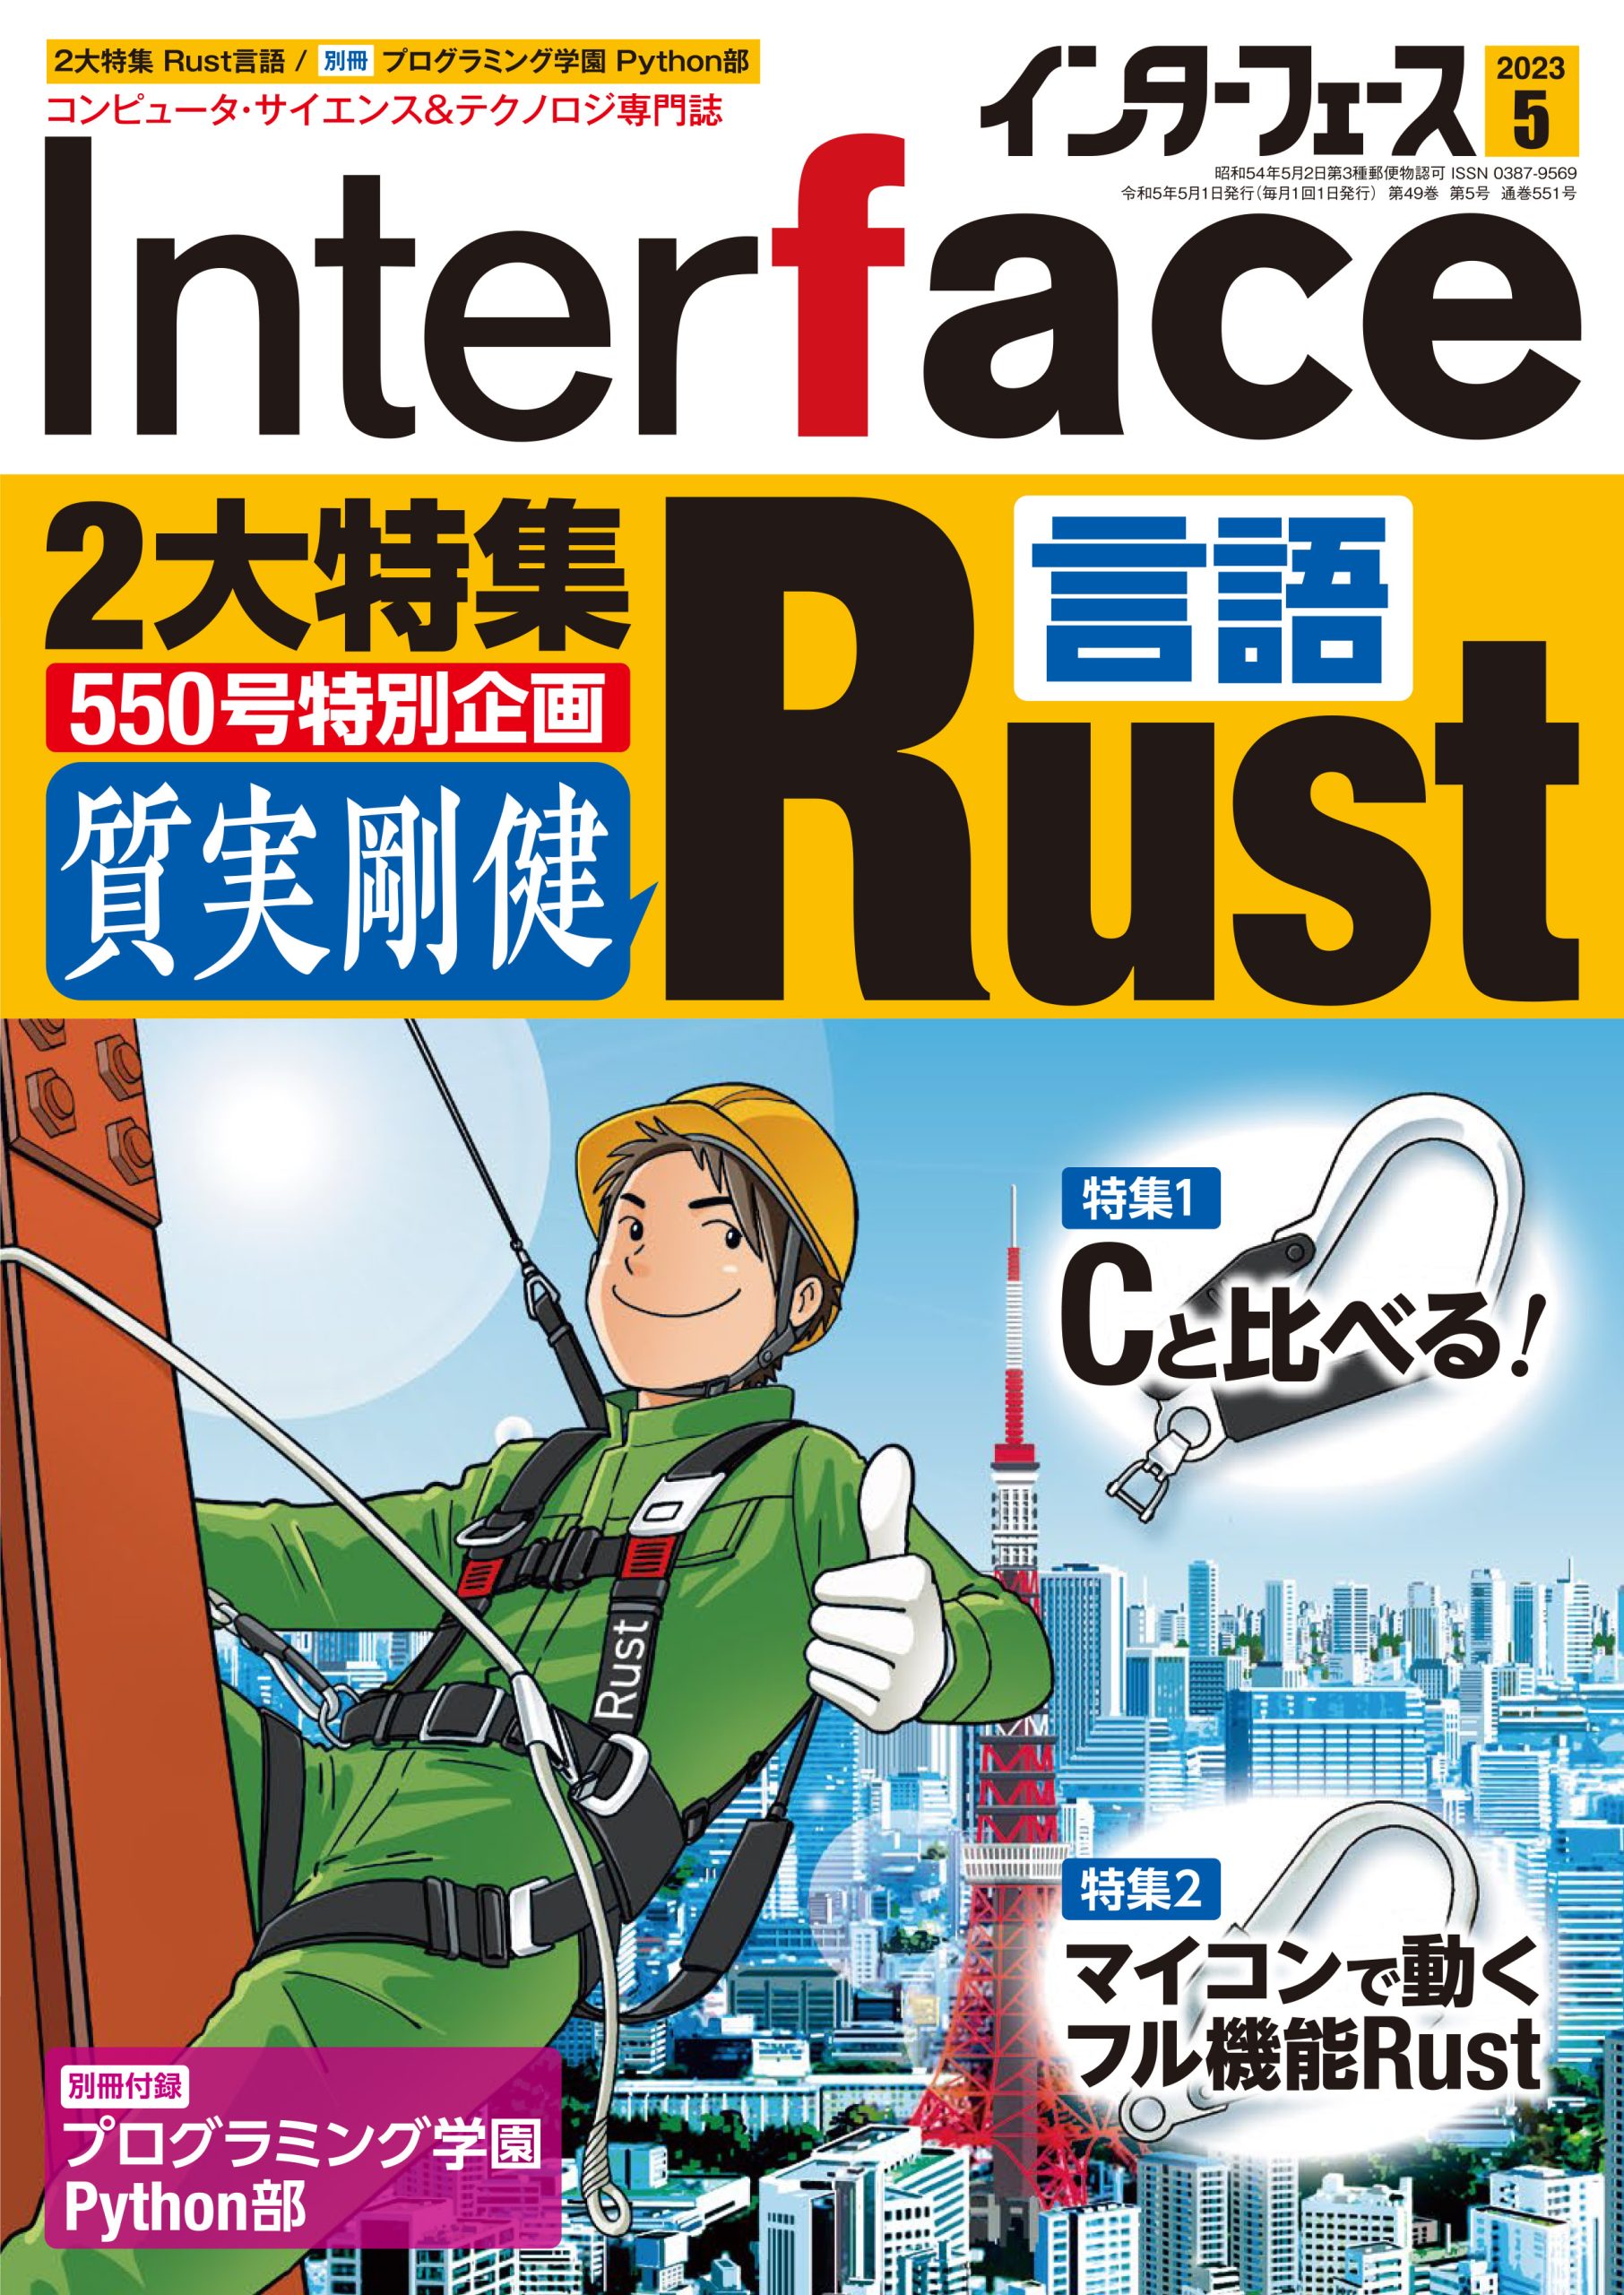 2大特集 Rust言語 / 別冊 プログラミング学園 Python部
コンピュータ・サイエンス&テクノロジ専門誌
インターフェース
2023
5
昭和54年5月2日第3種郵便物認可 ISSN 0387-9569
令和5年5月1日発行(毎月1回1日発行) 第49巻 第5号 通巻551号
Interface
2大特集
550号特別企画
質実剛健
Rust
言語
特集1
Cと比べる!
Rust
特集2
マイコンで動く
フル機能Rust
別冊付録
プログラミング学園
Python部